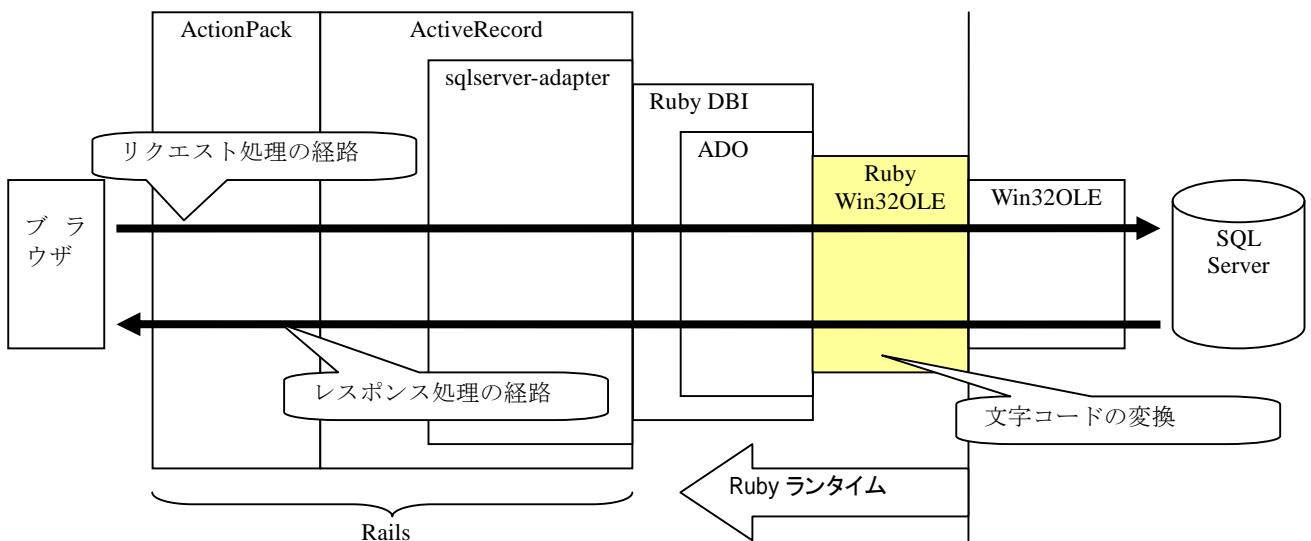 ActionPack
ActiveRecord
sqlserver-adapter
Ruby DBI
ADO
リクエスト処理の経路
Ruby
Win32OLE
Win32OLE
ブ ラ
ウザ
SQL
Server
レスポンス処理の経路
文字コードの変換
Ruby ランタイム
Rails